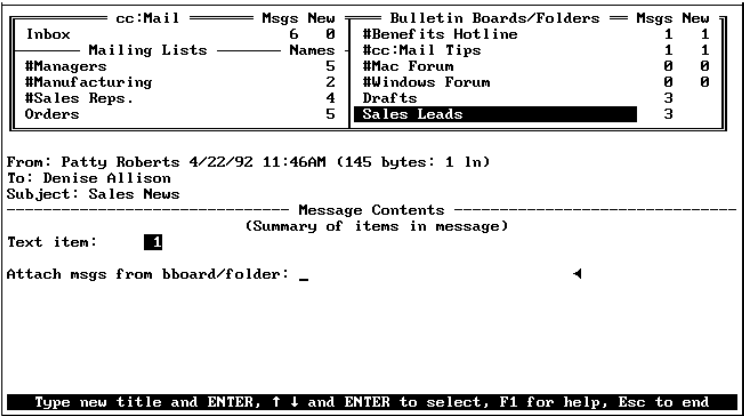 cc:Mail Msgs New Bulletin Boards/Folders Msgs New
Inbox 6 0 #Benefits Hotline 1 1
Mailing Lists Names #cc:Mail Tips 1 1
#Managers 5 #Mac Forum 0 0
#Manufacturing 2 #Windows Forum 0 0
#Sales Reps. 4 Drafts 3
Orders 5 Sales Leads 3
From: Patty Roberts 4/22/92 11:46AM (145 bytes: 1 ln)
To: Denise Allison
Subject: Sales News
Message Contents
(Summary of items in message)
Text item: 1
Attach msgs from bboard/folder: _
Type new title and ENTER, ↑ ↓ and ENTER to select, F1 for help, Esc to end